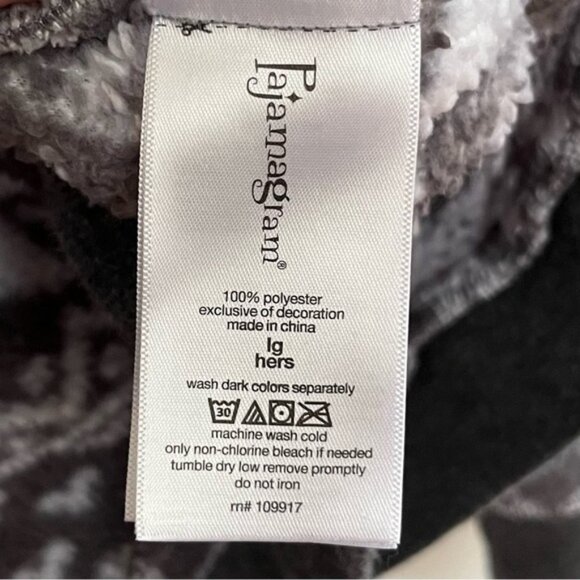 Pajamagram®
100% polyester
exclusive of decoration
made in china
lg
hers
wash dark colors separately
30
machine wash cold
only non-chlorine bleach if needed
tumble dry low remove promptly
do not iron
rn# 109917